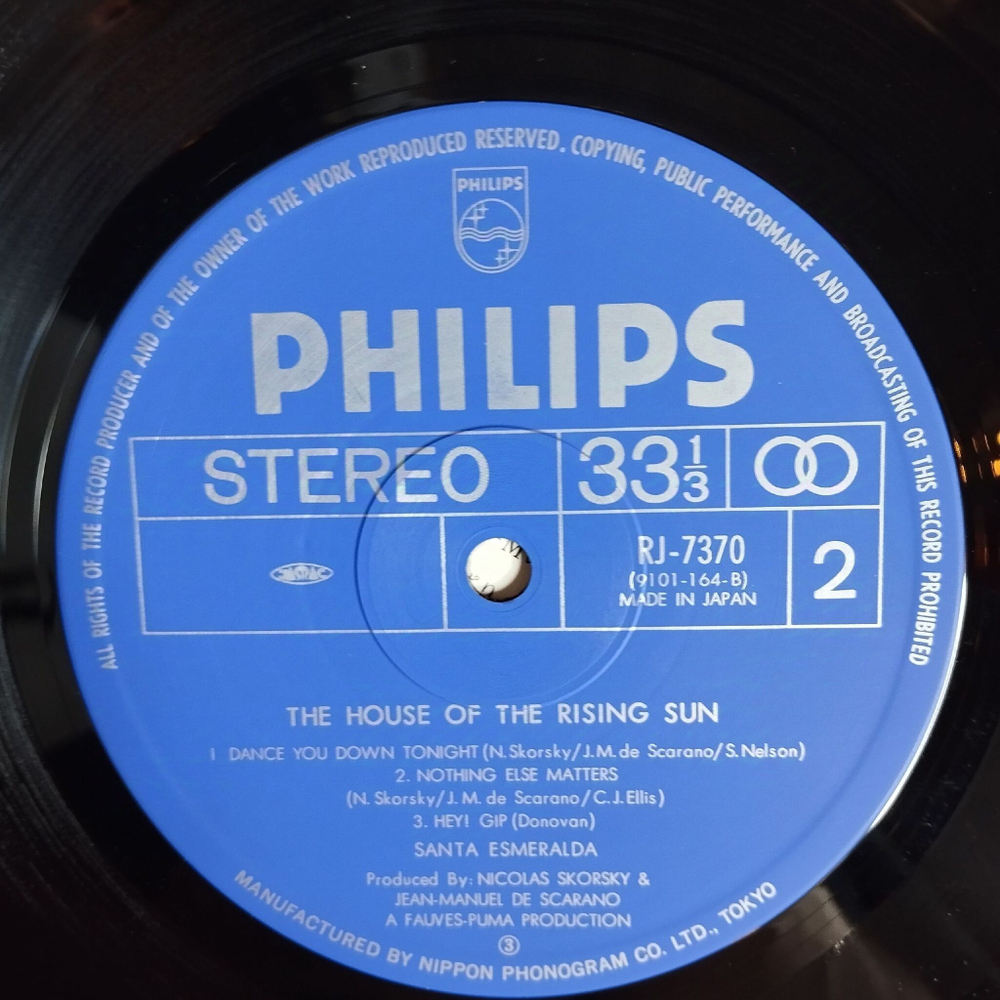 ALL RIGHTS OF THE RECORD PRODUCER AND OF THE OWNER OF THE WORK REPRODUCED RESERVED. COPYING, PUBLIC PERFORMANCE AND BROADCASTING OF THIS RECORD PROHIBITED
PHILIPS
PHILIPS
STEREO
33 1/3
RJ-7370
(9101-164-B)
MADE IN JAPAN
2
THE HOUSE OF THE RISING SUN
1 DANCE YOU DOWN TONIGHT (N.Skorsky/J.M.de Scarano/S.Nelson)
2. NOTHING ELSE MATTERS
(N.Skorsky/J.M. de Scarano/C.J.Ellis)
3. HEY! GIP (Donovan)
SANTA ESMERALDA
Produced By: NICOLAS SKORSKY &
JEAN-MANUEL DE SCARANO
A FAUVES-PUMA PRODUCTION
③
MANUFACTURED BY NIPPON PHONOGRAM CO. LTD., TOKYO